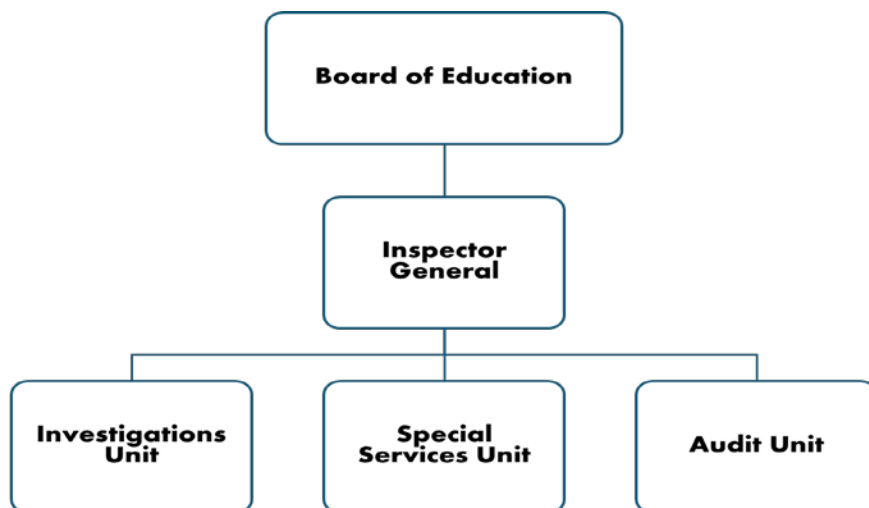 Board of Education
Inspector
General
Investigations
Unit
Special
Services Unit
Audit Unit